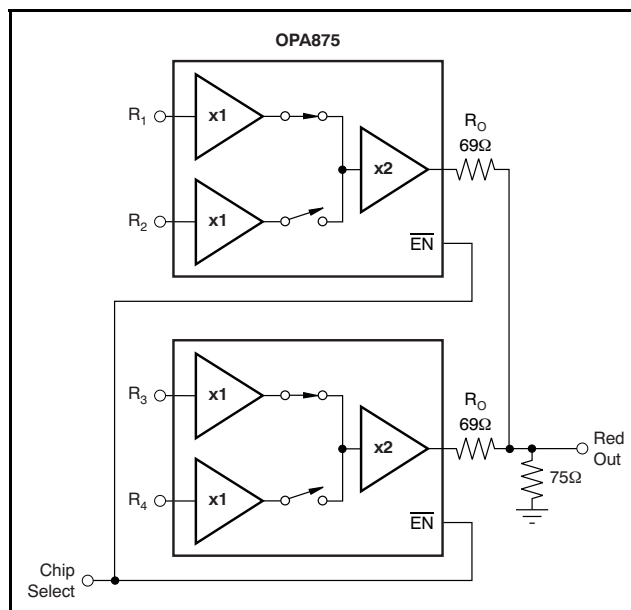 OPA875
R1
x1
x2
RO
69Ω
R2
x1
EN
R3
x1
x2
RO
69Ω
Red
Out
75Ω
R4
x1
EN
Chip
Select